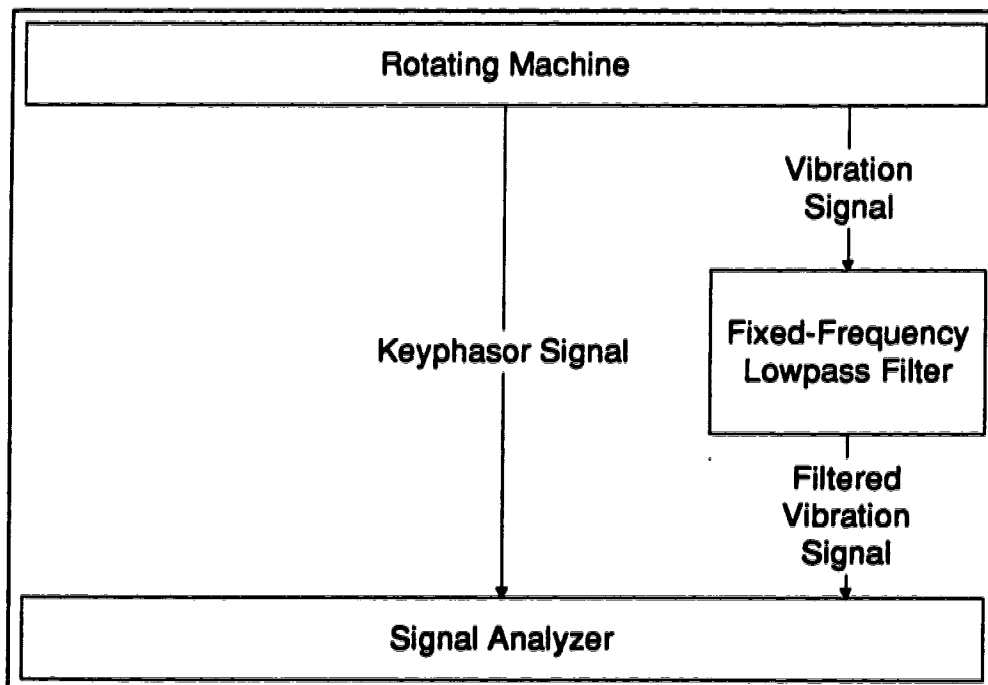 Rotating Machine
Vibration
Signal
Keyphasor Signal
Fixed-Frequency
Lowpass Filter
Filtered
Vibration
Signal
Signal Analyzer